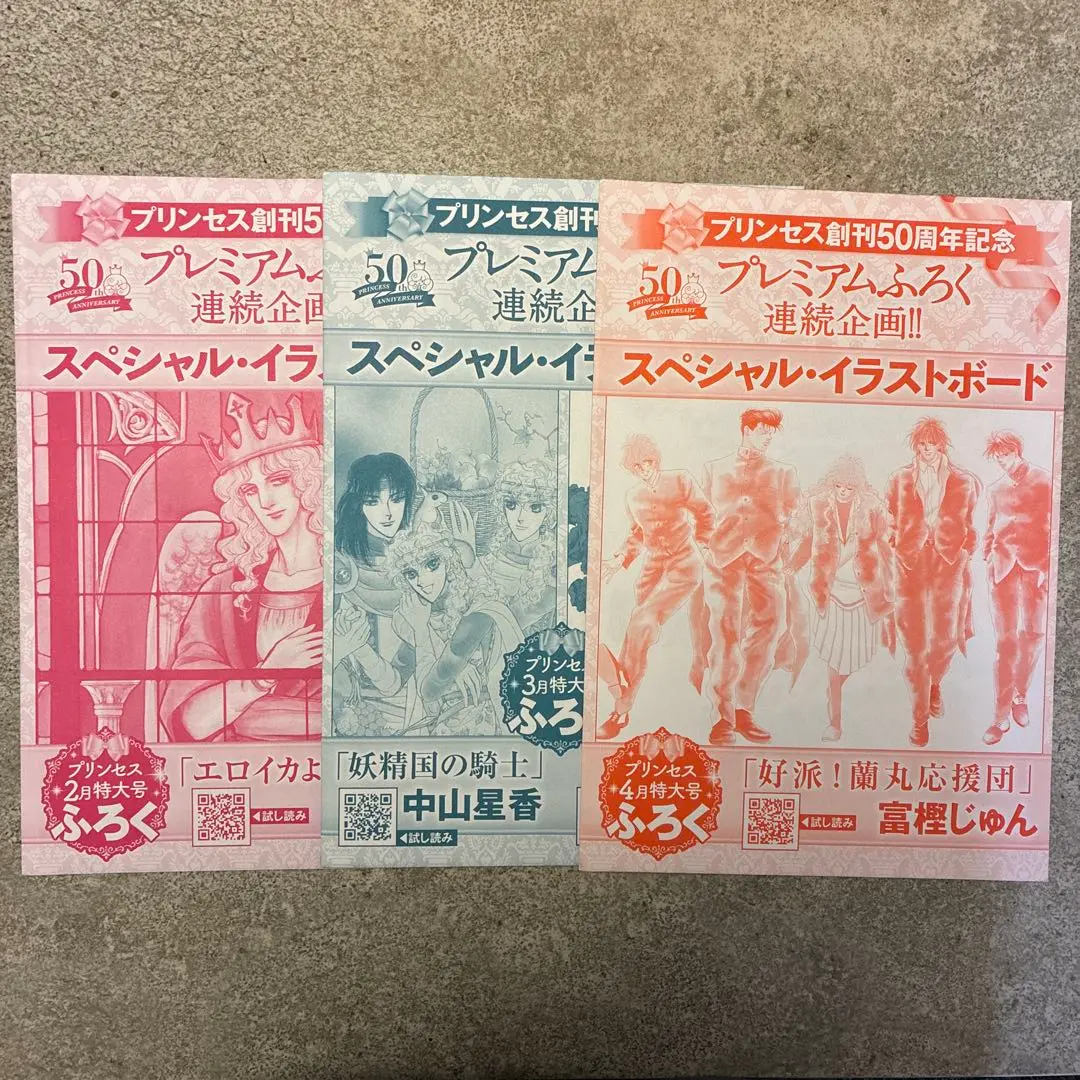 プリンセス創刊5
50th
PRINCESS ANNIVERSARY
プレミアムふ
連続企画
スペシャル・イラ
プリンセス
2月特大号
ふろく
「エロイカよ
◀試し読み
プリンセス創刊
50th
PRINCESS ANNIVERSARY
プレミア
連続企
スペシャル・イラ
プリンセ
3月特大
ふろ
「妖精国の騎士」
中山星香
◀試し読み
プリンセス創刊50周年記念
50th
PRINCESS ANNIVERSARY
プレミアムふろく
連続企画!!
スペシャル・イラストボード
プリンセス
4月特大号
ふろく
「好派!蘭丸応援団」
富樫じゅん
◀試し読み